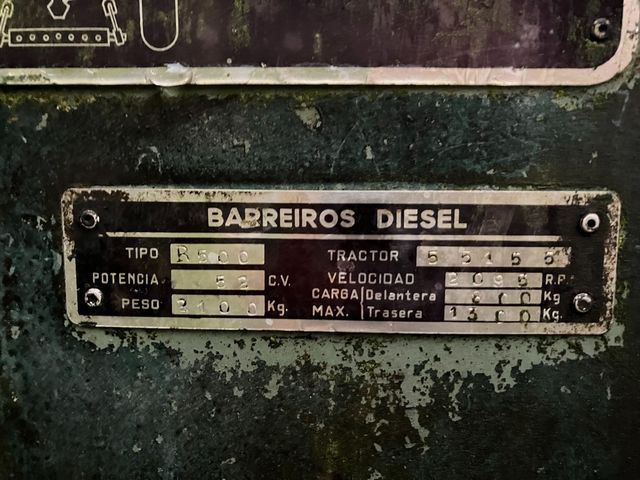 BARREIROS DIESEL
TIPO R500 TRACTOR 55155
POTENCIA 52 C.V. VELOCIDAD 2095 R.P.
PESO 2100 Kg. CARGA MAX. Delantera 800 Kg
Trasera 1300 Kg.